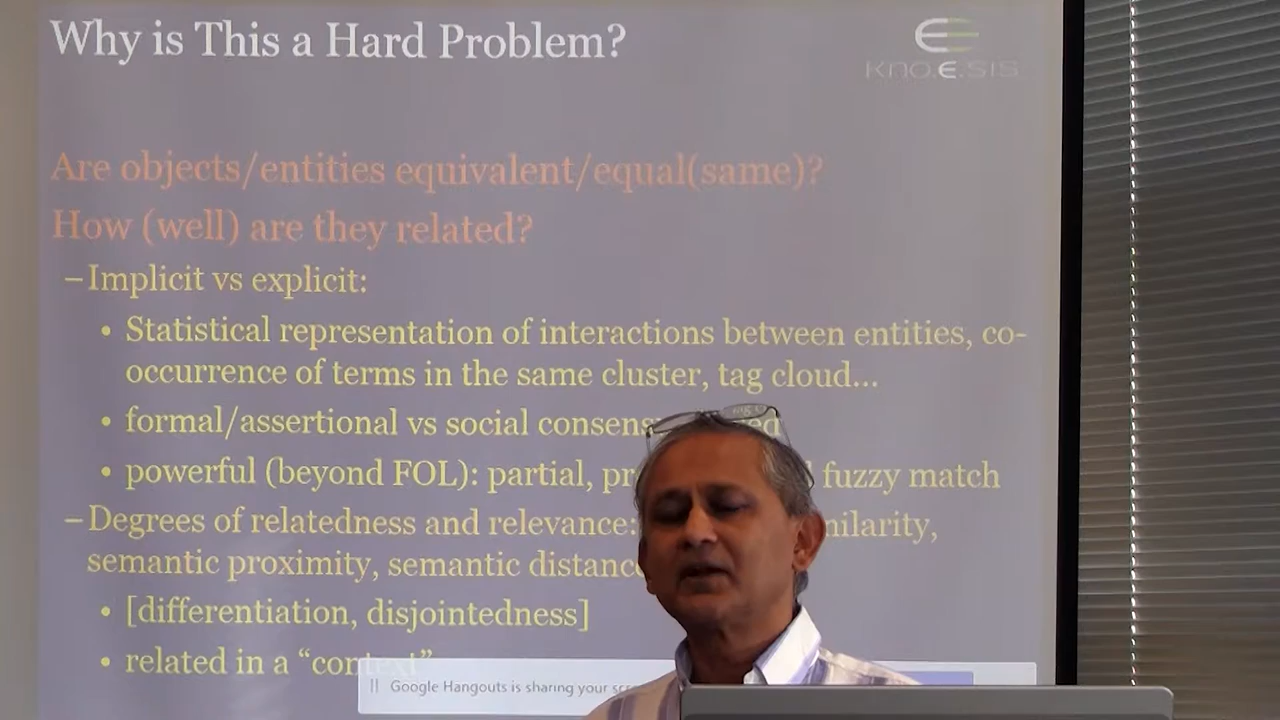 Why is This a Hard Problem?
kno.e.sis
Are objects/entities equivalent/equal(same)?
How (well) are they related?
–Implicit vs explicit:
• Statistical representation of interactions between entities, co-
occurrence of terms in the same cluster, tag cloud...
• formal/assertional vs social consensus
• powerful (beyond FOL): partial, fuzzy match
–Degrees of relatedness and relevance:
semantic proximity, semantic distance
• [differentiation, disjointedness]
• related in a “context”
Google Hangouts is sharing your